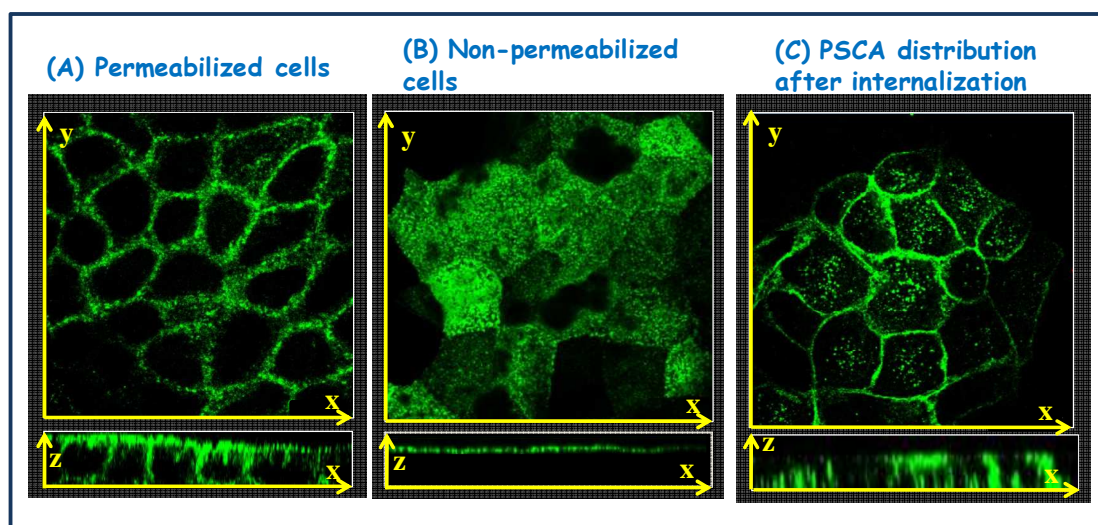 (A) Permeabilized cells
(B) Non-permeabilized
cells
(C) PSCA distribution
after internalization
y
x
z
x
y
x
z
x
y
x
z
x